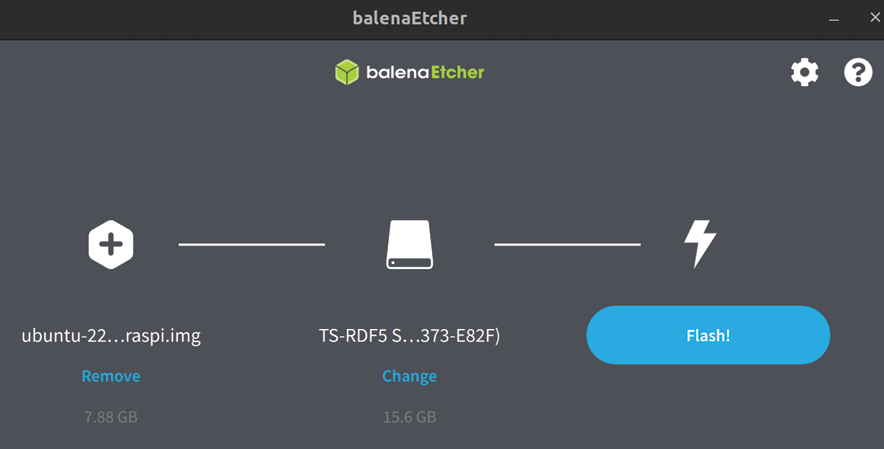 balenaEtcher
balenaEtcher
ubuntu-22...raspi.img
TS-RDF5 S...373-E82F)
Flash!
Remove
Change
7.88 GB
15.6 GB